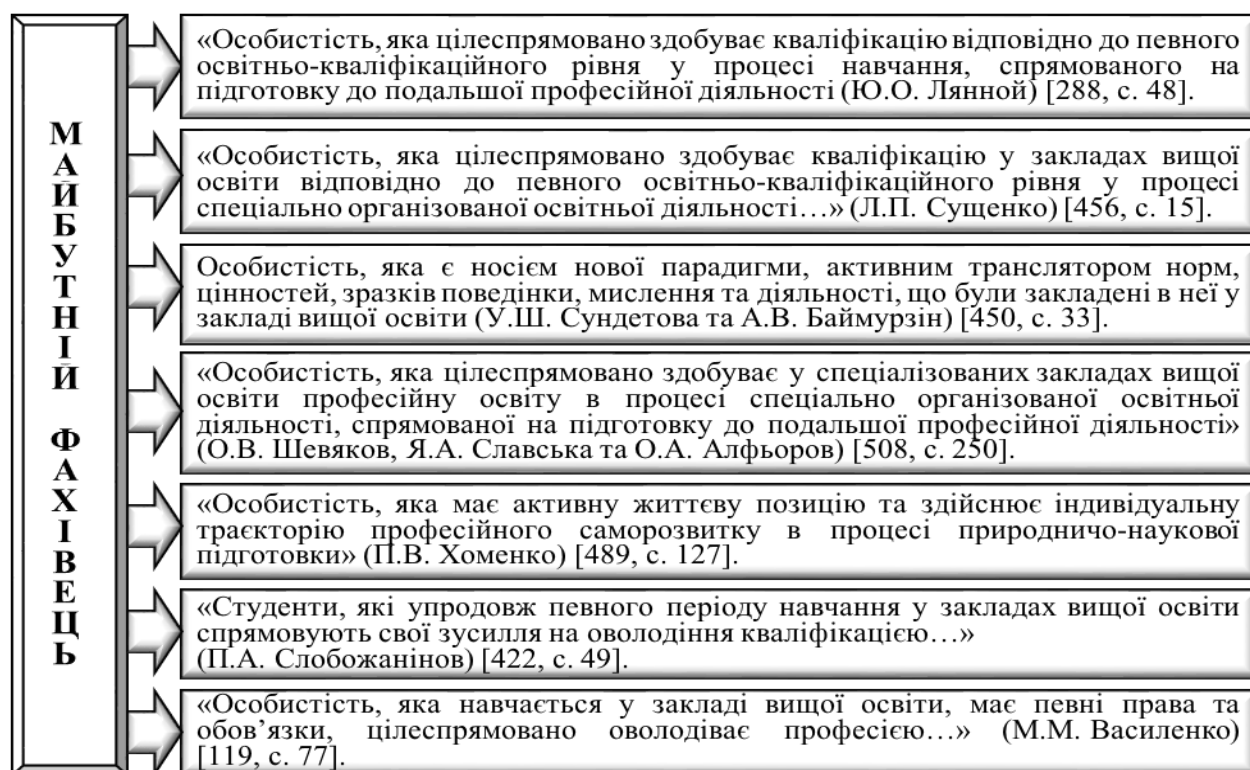 МАЙБУТНІЙ ФАХІВЕЦЬ
«Особистість, яка цілеспрямовано здобуває кваліфікацію відповідно до певного
освітньо-кваліфікаційного рівня у процесі навчання, спрямованого на
підготовку до подальшої професійної діяльності (Ю.О. Лянной) [288, с. 48].
«Особистість, яка цілеспрямовано здобуває кваліфікацію у закладах вищої
освіти відповідно до певного освітньо-кваліфікаційного рівня у процесі
спеціально організованої освітньої діяльності…» (Л.П. Сущенко) [456, с. 15].
Особистість, яка є носієм нової парадигми, активним транслятором норм,
цінностей, зразків поведінки, мислення та діяльності, що були закладені в неї у
закладі вищої освіти (У.Ш. Сундетова та А.В. Баймурзін) [450, с. 33].
«Особистість, яка цілеспрямовано здобуває у спеціалізованих закладах вищої
освіти професійну освіту в процесі спеціально організованої освітньої
діяльності, спрямованої на підготовку до подальшої професійної діяльності»
(О.В. Шевяков, Я.А. Славська та О.А. Алфьоров) [508, с. 250].
«Особистість, яка має активну життєву позицію та здійснює індивідуальну
траєкторію професійного саморозвитку в процесі природничо-наукової
підготовки» (П.В. Хоменко) [489, с. 127].
«Студенти, які упродовж певного періоду навчання у закладах вищої освіти
спрямовують свої зусилля на оволодіння кваліфікацією…»
(П.А. Слобожанінов) [422, с. 49].
«Особистість, яка навчається у закладі вищої освіти, має певні права та
обов’язки, цілеспрямовано оволодіває професією…» (М.М. Василенко)
[119, с. 77].